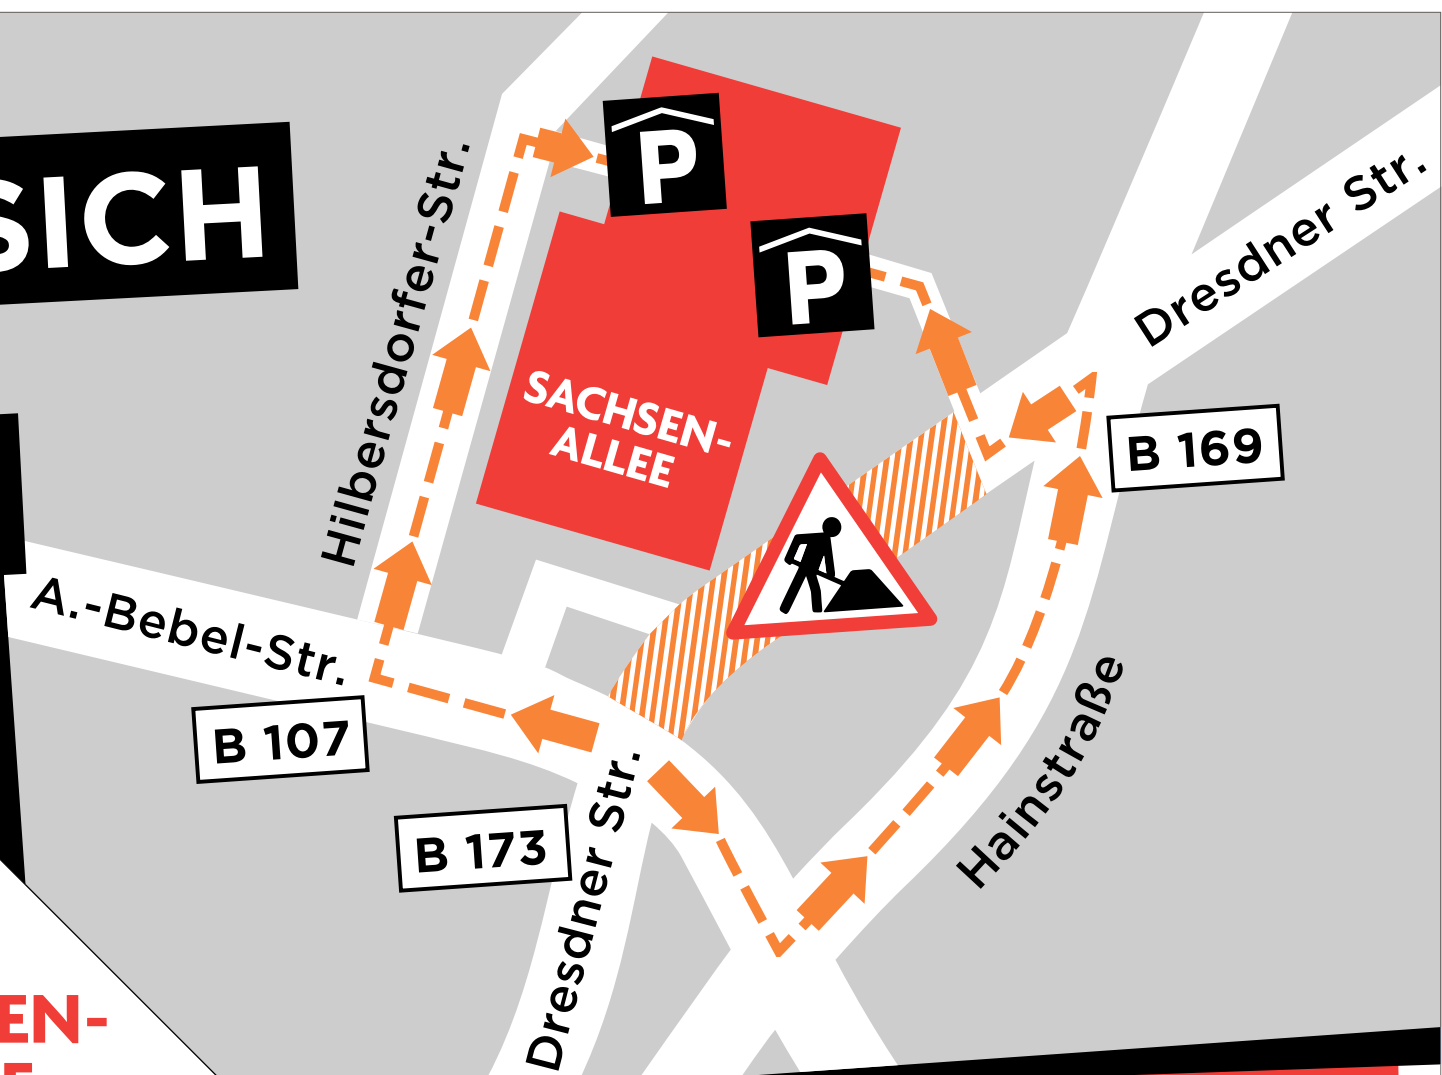 SICH
Hilbersdorfer-Str.
P
P
Dresdner Str.
SACHSEN-
ALLEE
B 169
A.-Bebel-Str.
B 107
B 173
Dresdner Str.
Hainstraße
EN-